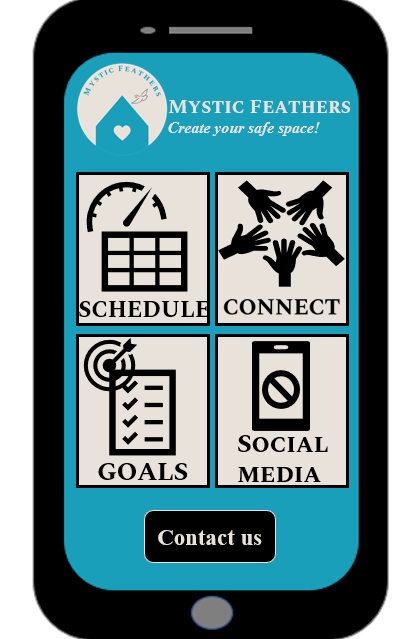 Mystic Feathers
Mystic Feathers
Create your safe space!
SCHEDULE
CONNECT
GOALS
Social
media
Contact us